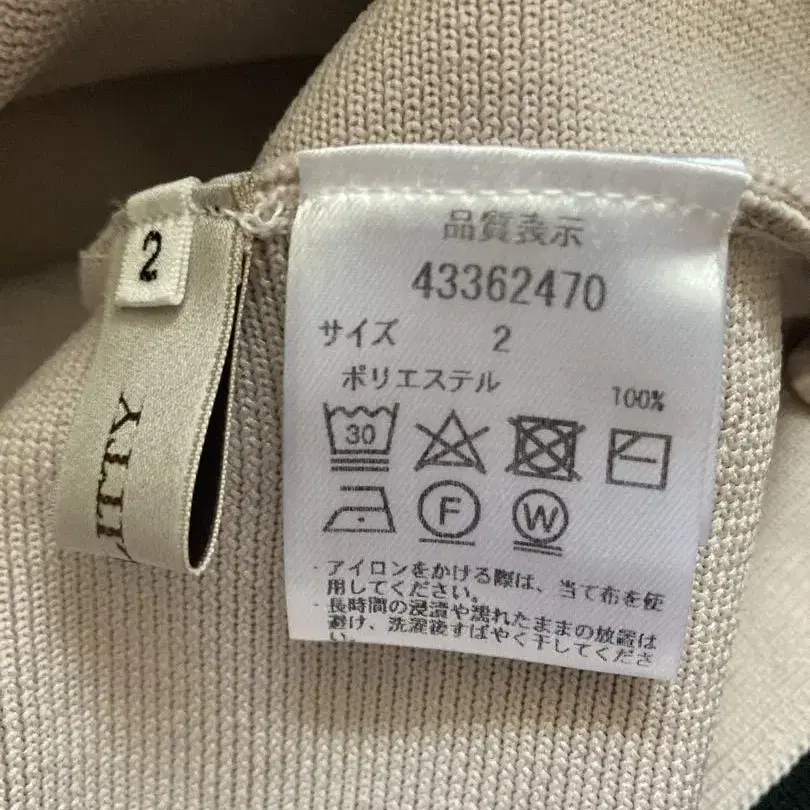 2
ITTY
品質表示
43362470
サイズ 2
ポリエステル
100%
30
F W
・アイロンをかける際は、当て布を使
用してください。
・長時間の浸漬や濡れたままの放置は
避け、洗濯後すばやく干してくださ
い。